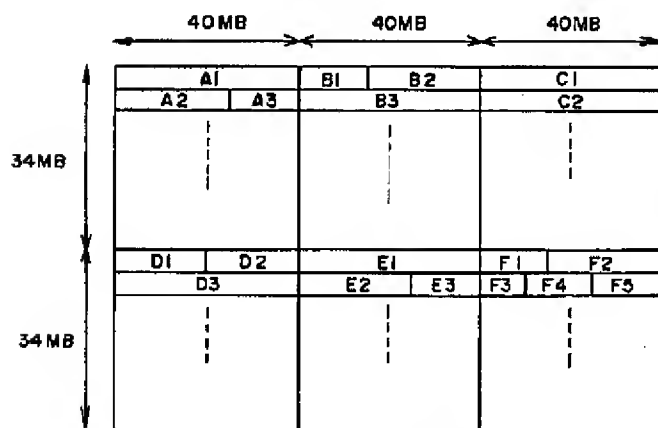 40MB 40MB 40MB
A1 B1 B2 C1
A2 A3 B3 C2
34MB
D1 D2 E1 F1 F2
D3 E2 E3 F3 F4 F5
34MB